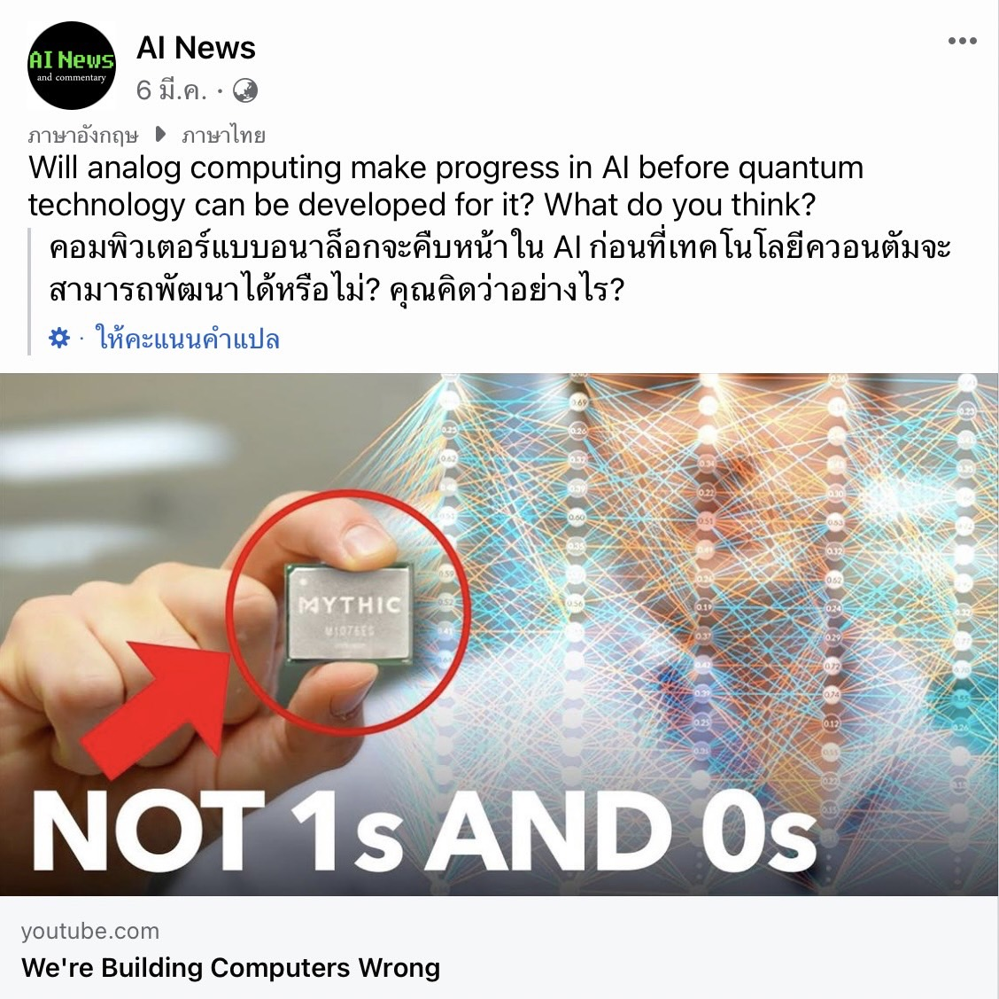 AI News
and commentary
AI News
6 มี.ค. ·
ภาษาอังกฤษ ▶ ภาษาไทย
Will analog computing make progress in AI before quantum
technology can be developed for it? What do you think?
คอมพิวเตอร์แบบอนาล็อกจะคืบหน้าใน AI ก่อนที่เทคโนโลยีควอนตัมจะ
สามารถพัฒนาได้หรือไม่? คุณคิดว่าอย่างไร?
· ให้คะแนนคำแปล
MYTHIC
M1076ES
NOT 1s AND 0s
youtube.com
We're Building Computers Wrong